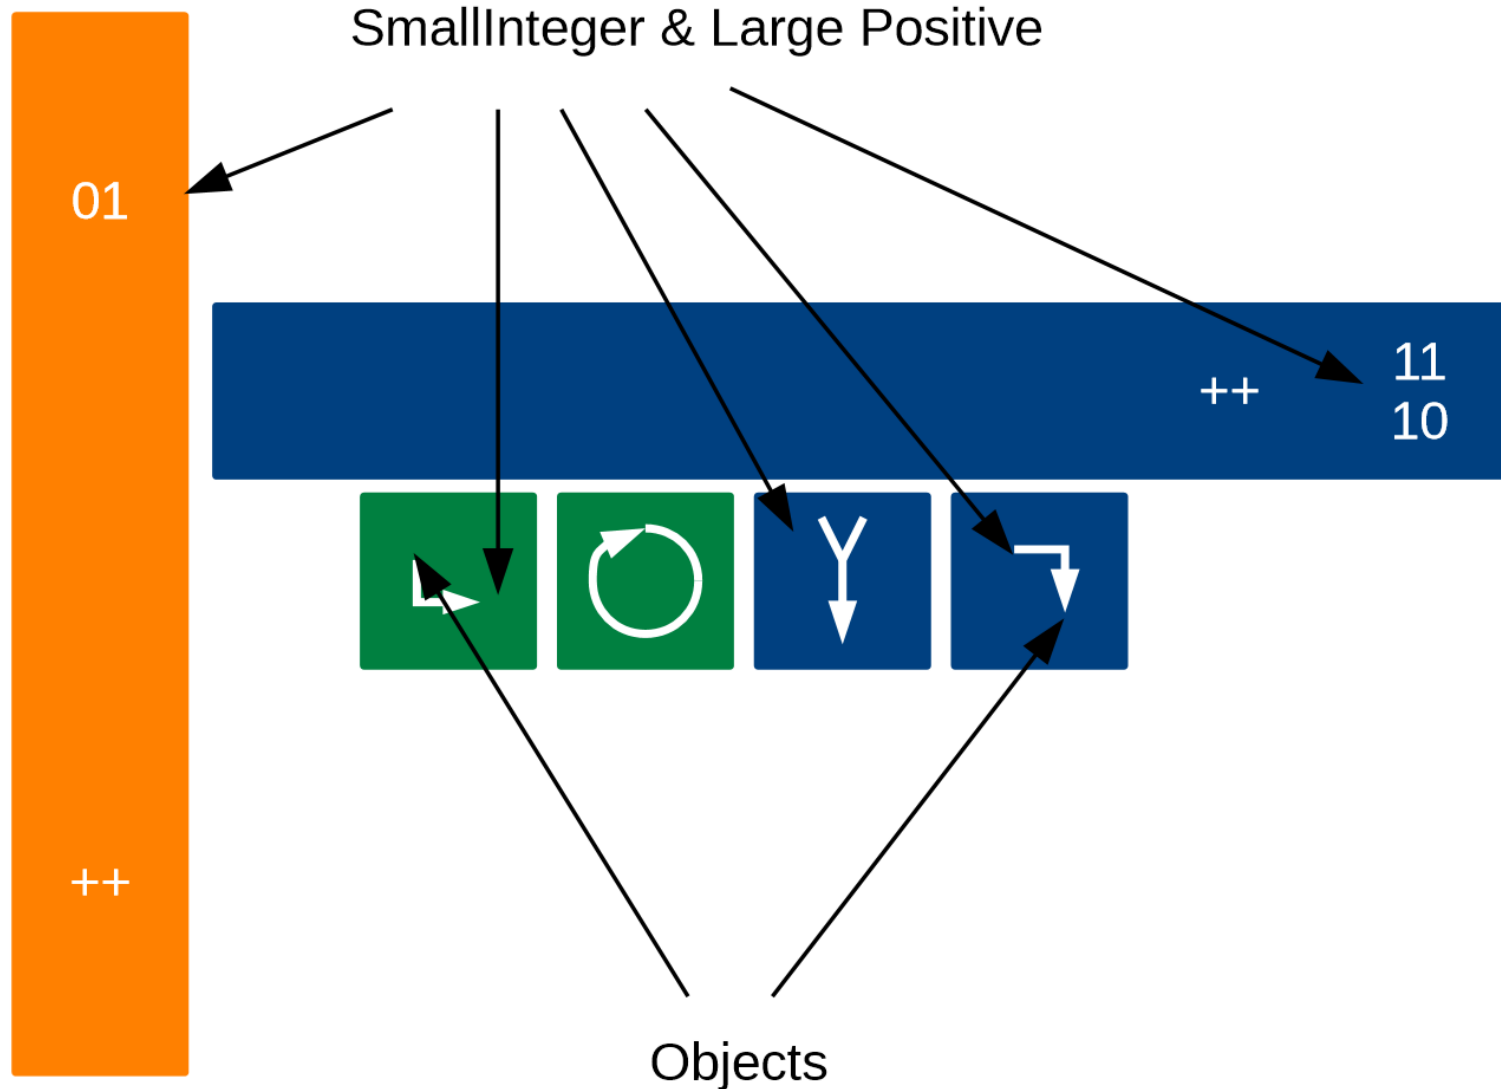 SmallInteger & Large Positive
01
11
++
10
++
Objects